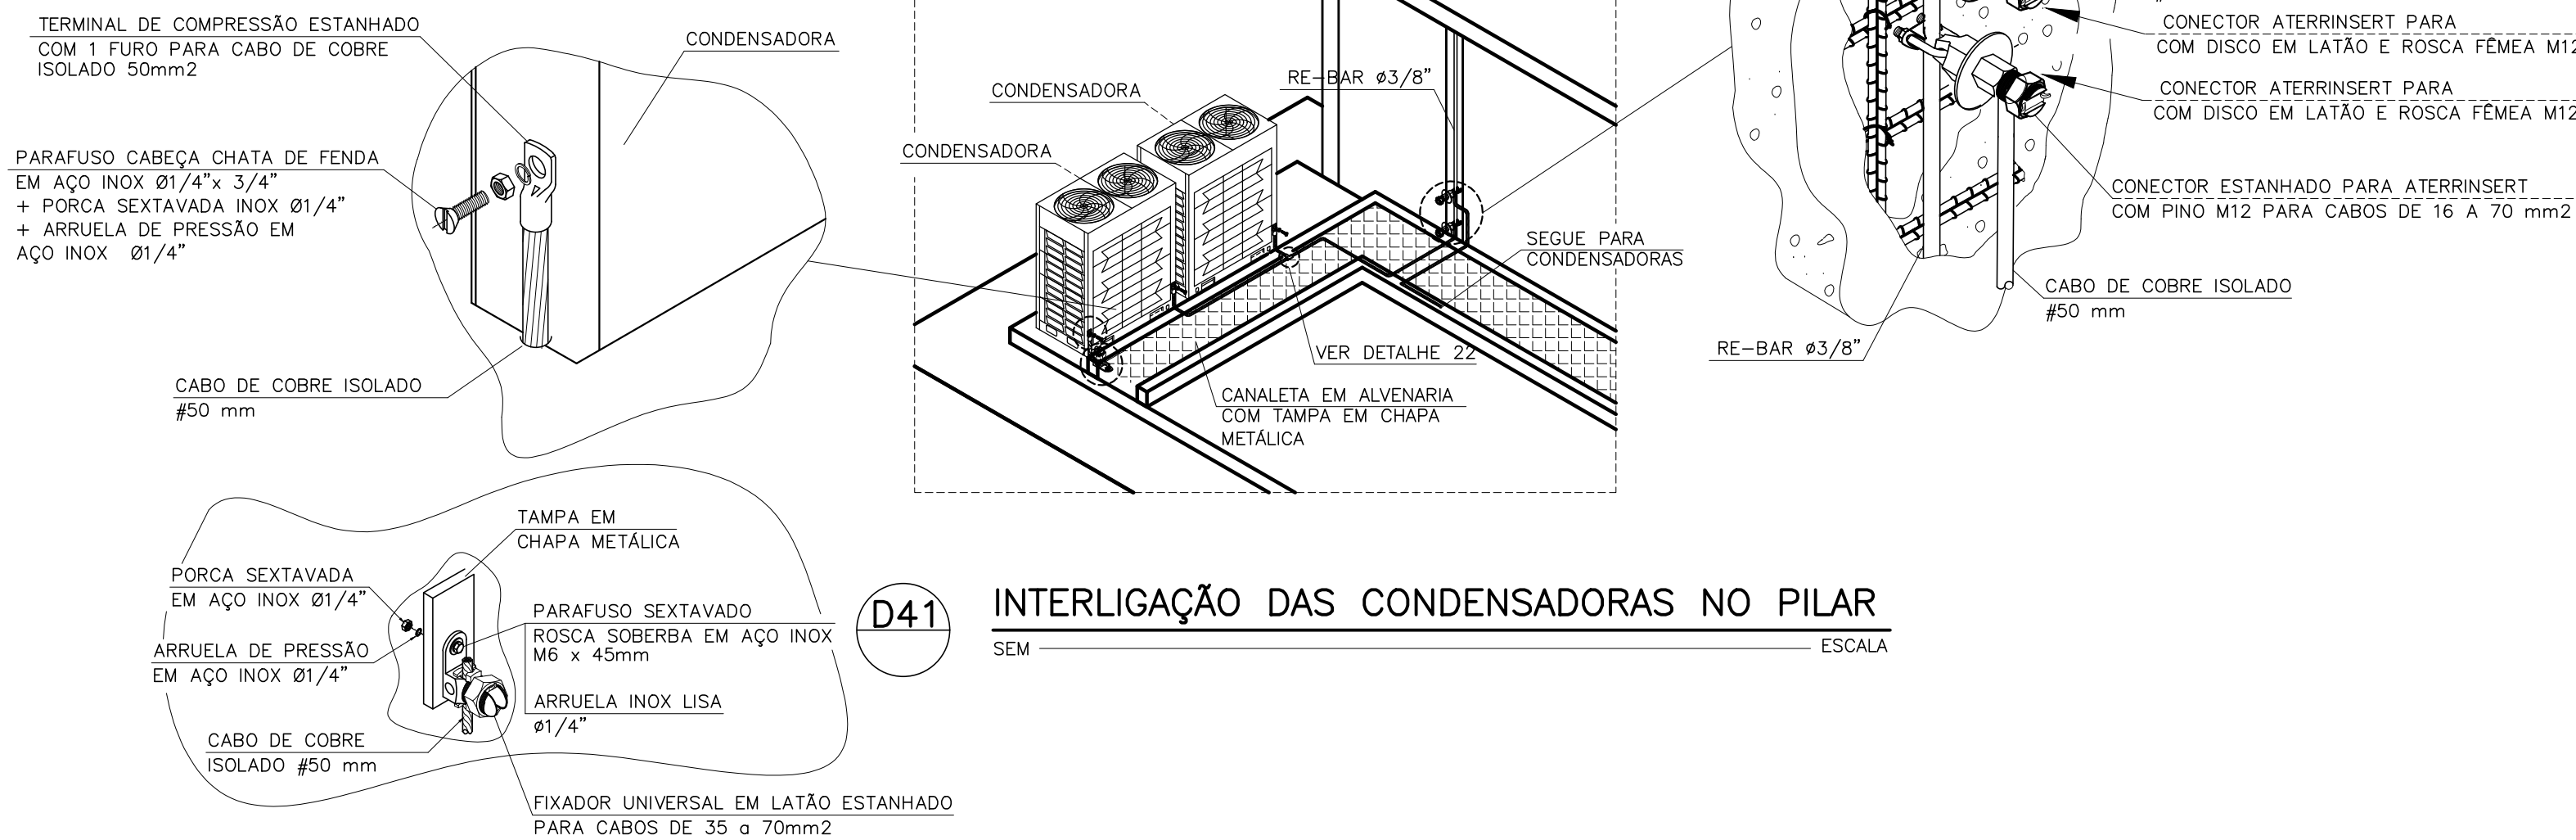 TERMINAL DE COMPRESSÃO ESTANHADO
COM 1 FURO PARA CABO DE COBRE
ISOLADO 50mm2
CONDENSADORA
PARAFUSO CABEÇA CHATA DE FENDA
EM AÇO INOX Ø1/4"x 3/4"
+ PORCA SEXTAVADA INOX Ø1/4"
+ ARRUELA DE PRESSÃO EM
AÇO INOX Ø1/4"
CABO DE COBRE ISOLADO
#50 mm
CONDENSADORA
CONDENSADORA
RE-BAR ø3/8"
SEGUE PARA
CONDENSADORAS
VER DETALHE 22
CANALETA EM ALVENARIA
COM TAMPA EM CHAPA
METÁLICA
CONECTOR ATERRINSERT PARA
COM DISCO EM LATÃO E ROSCA FÊMEA M12
CONECTOR ATERRINSERT PARA
COM DISCO EM LATÃO E ROSCA FÊMEA M12
CONECTOR ESTANHADO PARA ATERRINSERT
COM PINO M12 PARA CABOS DE 16 A 70 mm2
CABO DE COBRE ISOLADO
#50 mm
RE-BAR ø3/8"
TAMPA EM
CHAPA METÁLICA
PORCA SEXTAVADA
EM AÇO INOX Ø1/4"
ARRUELA DE PRESSÃO
EM AÇO INOX Ø1/4"
PARAFUSO SEXTAVADO
ROSCA SOBERBA EM AÇO INOX
M6 x 45mm
ARRUELA INOX LISA
ø1/4"
CABO DE COBRE
ISOLADO #50 mm
FIXADOR UNIVERSAL EM LATÃO ESTANHADO
PARA CABOS DE 35 a 70mm2
D41
INTERLIGAÇÃO DAS CONDENSADORAS NO PILAR
SEM
ESCALA